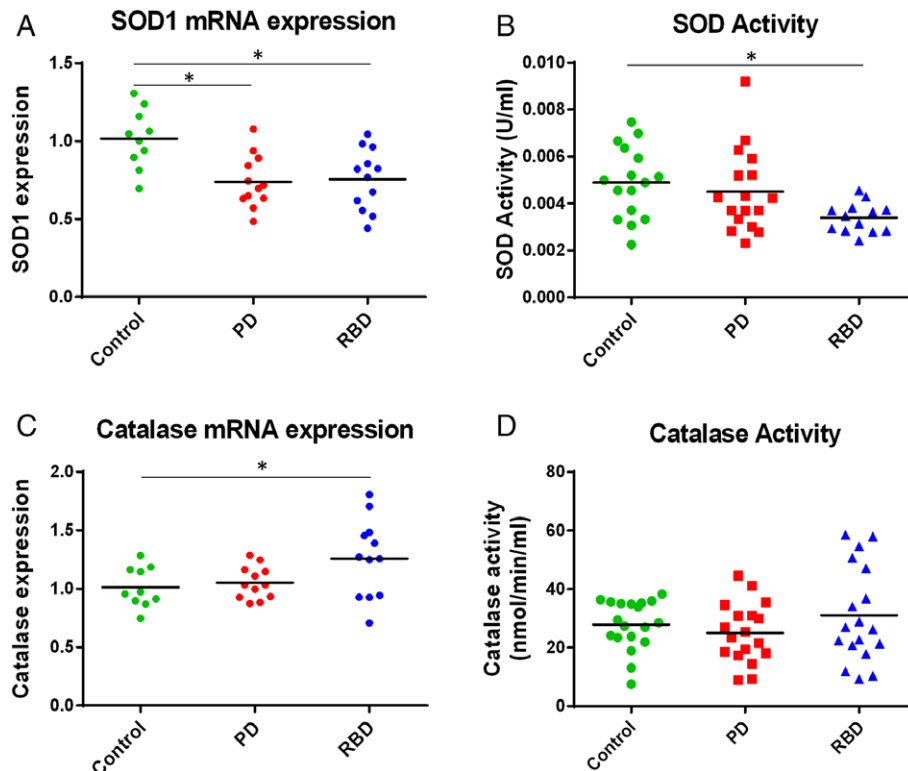 A
SOD1 mRNA expression
SOD1 expression
1.5
1.0
0.5
0.0
*
*
Control
PD
RBD
B
SOD Activity
SOD Activity (U/ml)
0.010
0.008
0.006
0.004
0.002
0.000
*
Control
PD
RBD
C
Catalase mRNA expression
Catalase expression
2.0
1.5
1.0
0.5
0.0
*
Control
PD
RBD
D
Catalase Activity
Catalase activity
(nmol/min/ml)
80
60
40
20
0
Control
PD
RBD